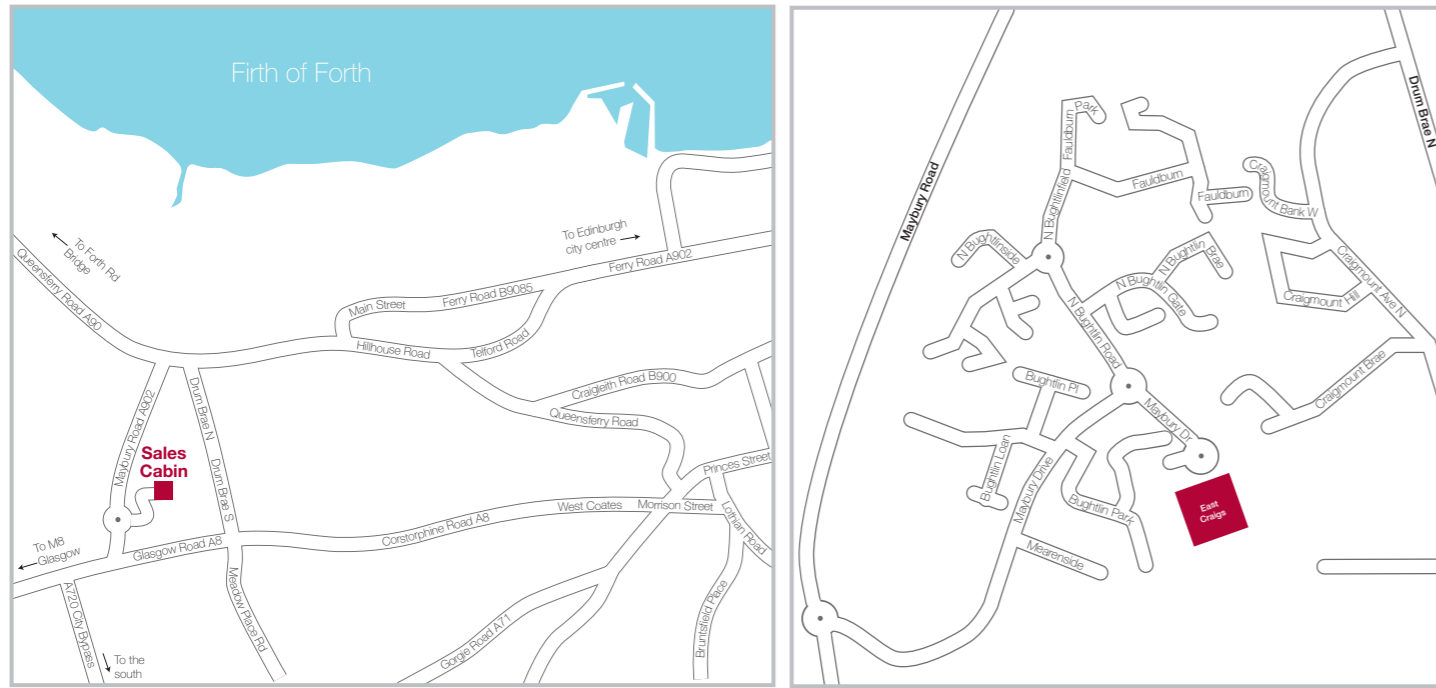 Firth of Forth
To Forth Rd
Bridge
Queensferry Road A90
To Edinburgh
city centre
Ferry Road A902
Main Street
Ferry Road B9085
Hillhouse Road
Telford Road
Craigleith Road B900
Queensferry Road
Maybury Road A902
Drum Brae N
Drum Brae S
Sales
Cabin
Princes Street
West Coates
Morrison Street
Lothian Road
Corstorphine Road A8
Glasgow Road A8
To M8
Glasgow
A720 City Bypass
To the
south
Meadow Place Rd
Gorgie Road A71
Bruntsfield Place
Maybury Road
Drum Brae N
Fauldburn Park
Fauldburn
Fauldburn
Craigmount Bank W
N Bughtlinfield
N Bughtlinside
N Bughtlin Brae
N Bughtlin Gate
Craigmount Hill
Craigmount Ave N
N Bughtlin Road
Craigmount Brae
Bughtlin Pl
Maybury Dr
Bughtlin Loan
Maybury Drive
Bughtlin Park
East
Craigs
Mearenside